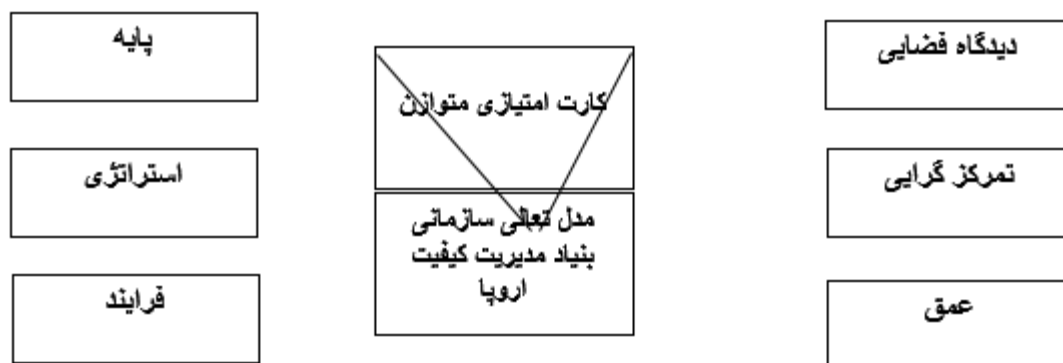 دیدگاه فضایی
تمرکز گرایی
عمق
کارت امتیازی متوازن
مدل تعالی سازمانی
بنیاد مدیریت کیفیت
اروپا
پایه
استراتژی
فرایند